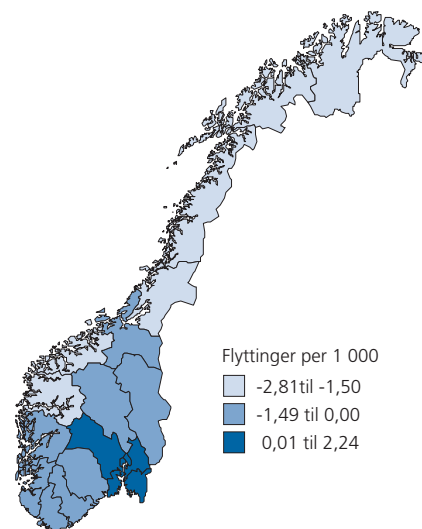 Flyttinger per 1 000
-2,81til -1,50
-1,49 til 0,00
0,01 til 2,24